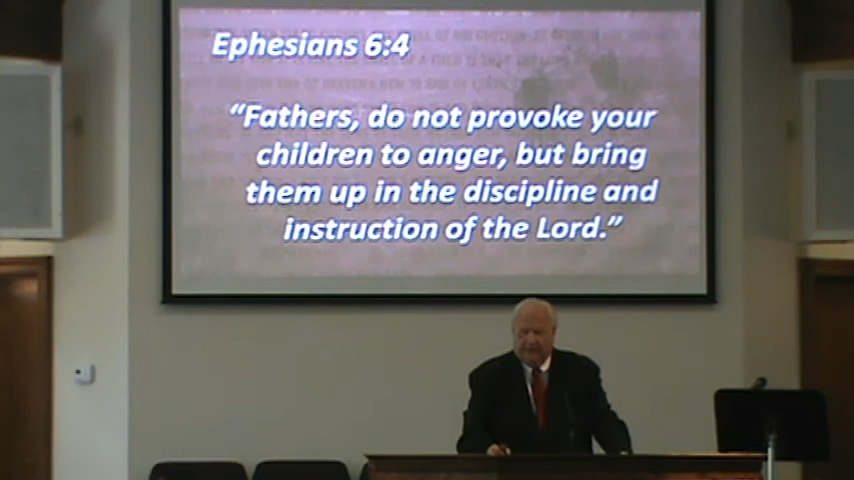 Ephesians 6:4
“Fathers, do not provoke your
children to anger, but bring
them up in the discipline and
instruction of the Lord.”